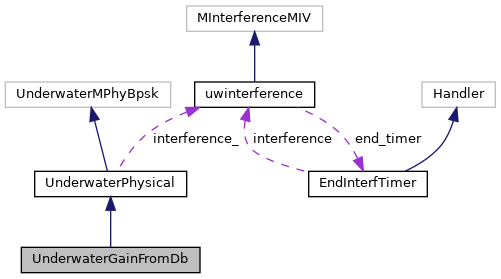 MInterferenceMIV
UnderwaterMPhyBpsk
uwinterference
Handler
interference_
interference
end_timer
UnderwaterPhysical
EndInterfTimer
UnderwaterGainFromDb